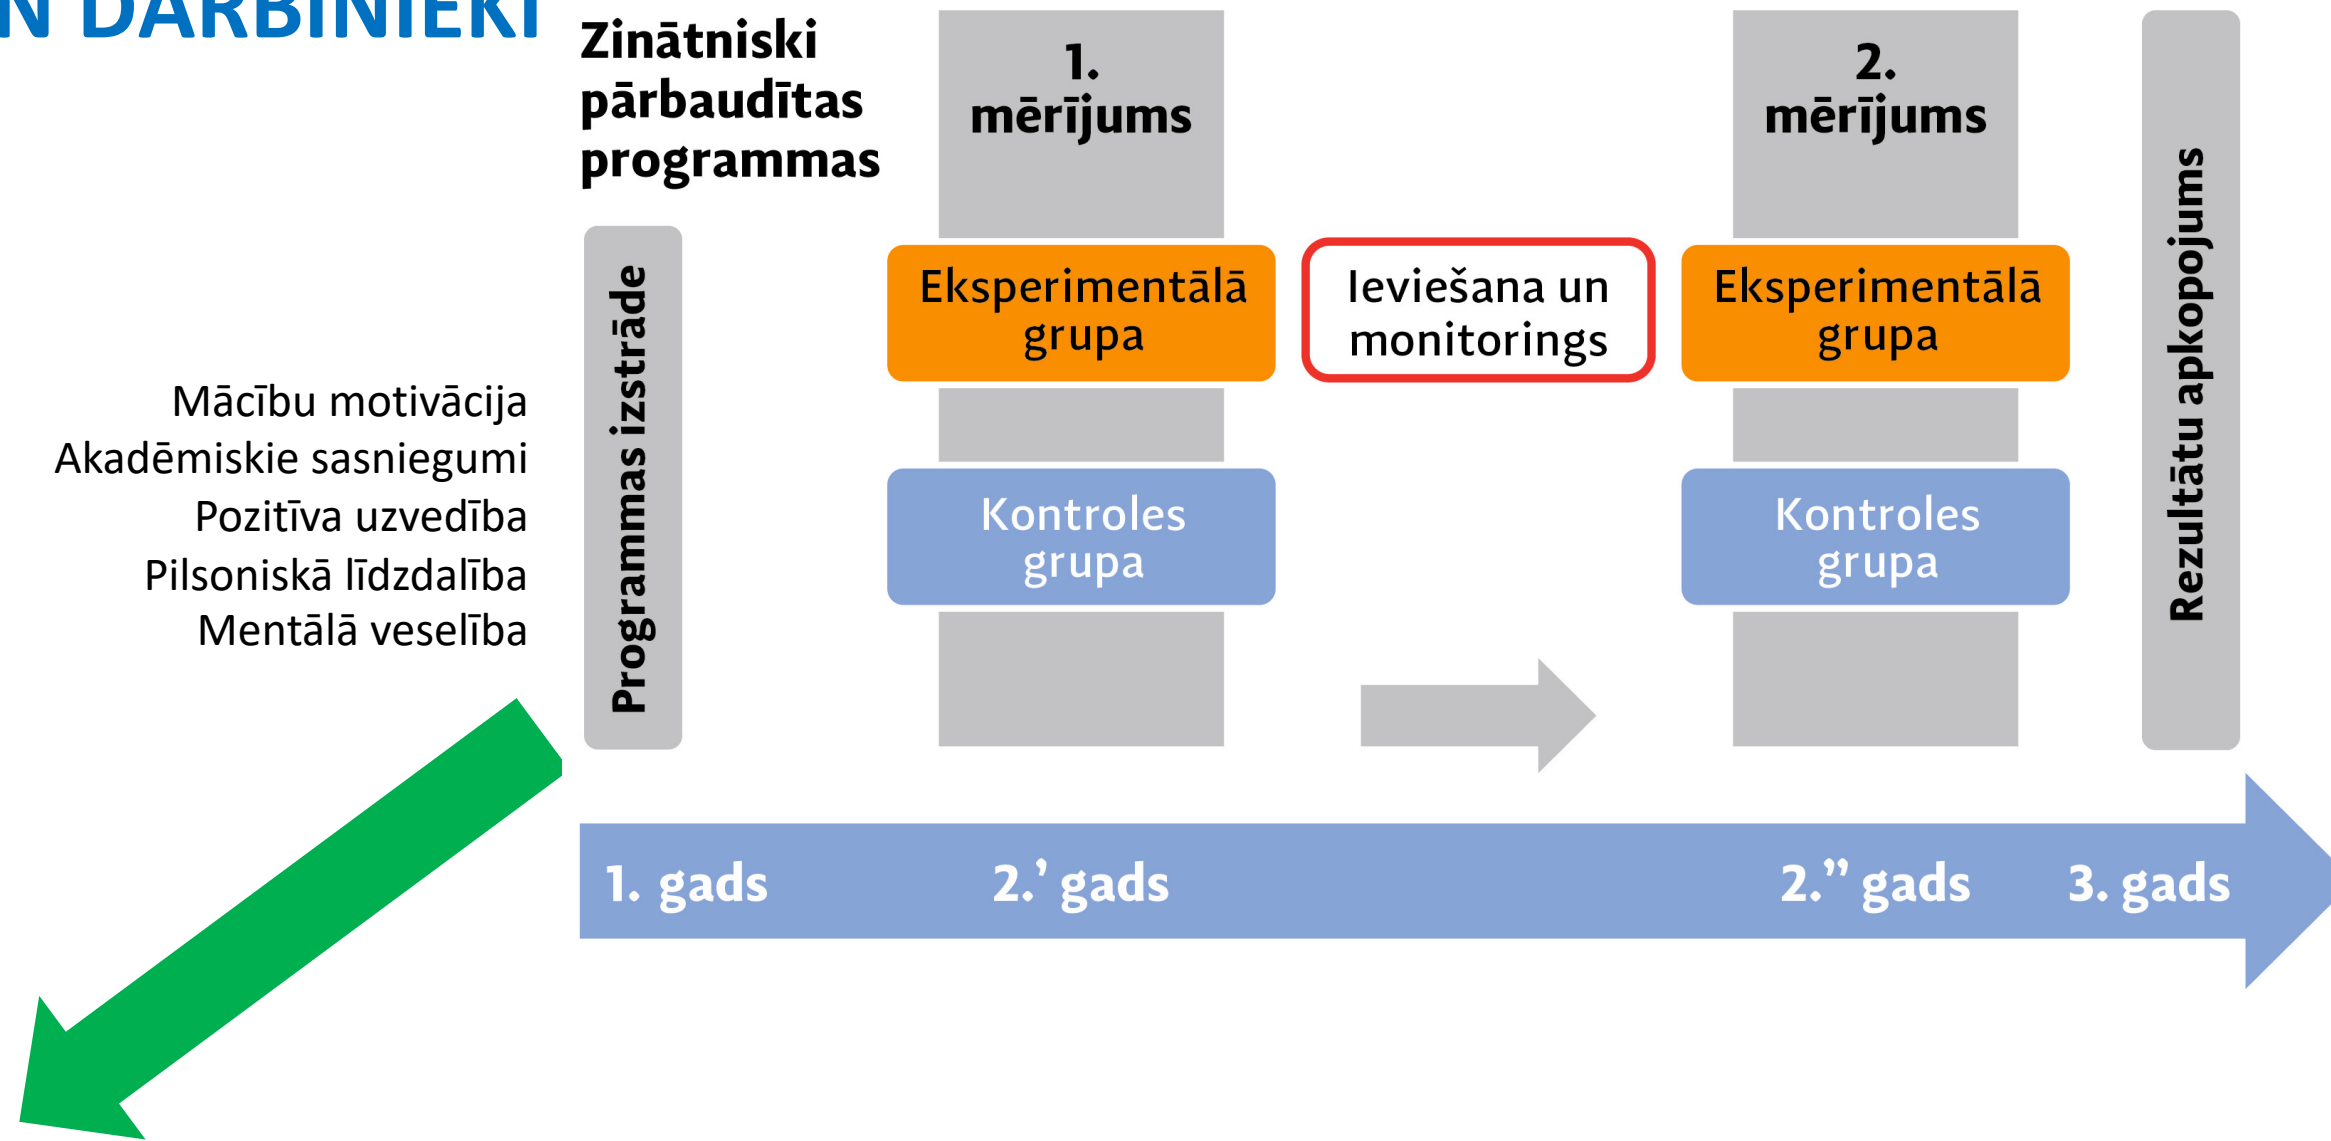 N DARBINIEKI
Zinātniski
pārbaudītas
programmas
1.
mērījums
2.
mērījums
Programmas izstrāde
Eksperimentālā
grupa
Ieviešana un
monitorings
Eksperimentālā
grupa
Rezultātu apkopojums
Mācību motivācija
Akadēmiskie sasniegumi
Pozitīva uzvedība
Pilsoniskā līdzdalība
Mentālā veselība
Kontroles
grupa
Kontroles
grupa
1. gads
2.’ gads
2.” gads
3. gads